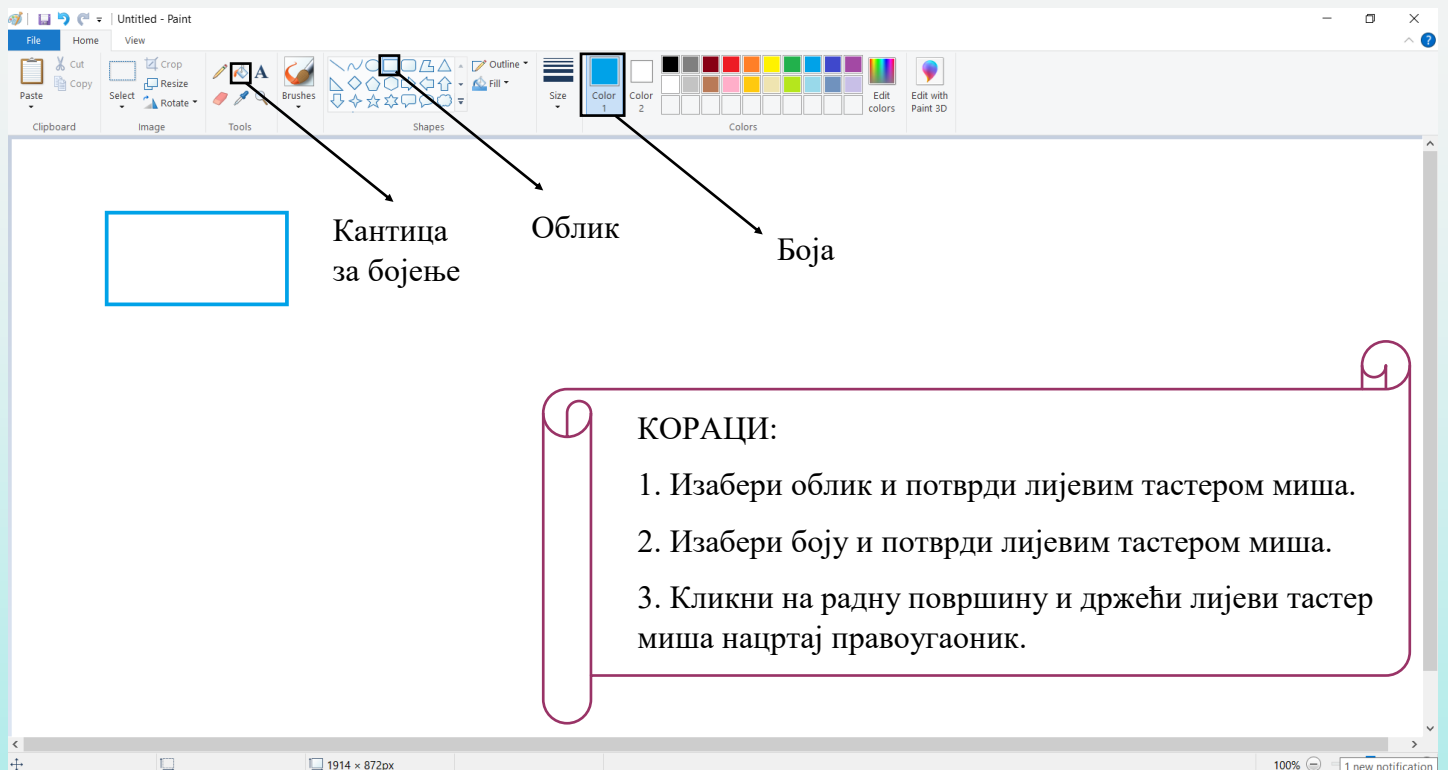 Untitled - Paint
File Home View
Cut
Copy
Paste
Clipboard
Crop
Resize
Rotate
Select
Image
A
Tools
Brushes
Outline
Fill
Shapes
Size
Color
1
Color
2
Edit
colors
Colors
Edit with
Paint 3D
Кантица
за бојење
Облик
Боја
КОРАЦИ:
1. Изабери облик и потврди лијевим тастером миша.
2. Изабери боју и потврди лијевим тастером миша.
3. Кликни на радну површину и држећи лијеви тастер
миша нацртај правоугаоник.
1914 × 872px
100%
1 new notification